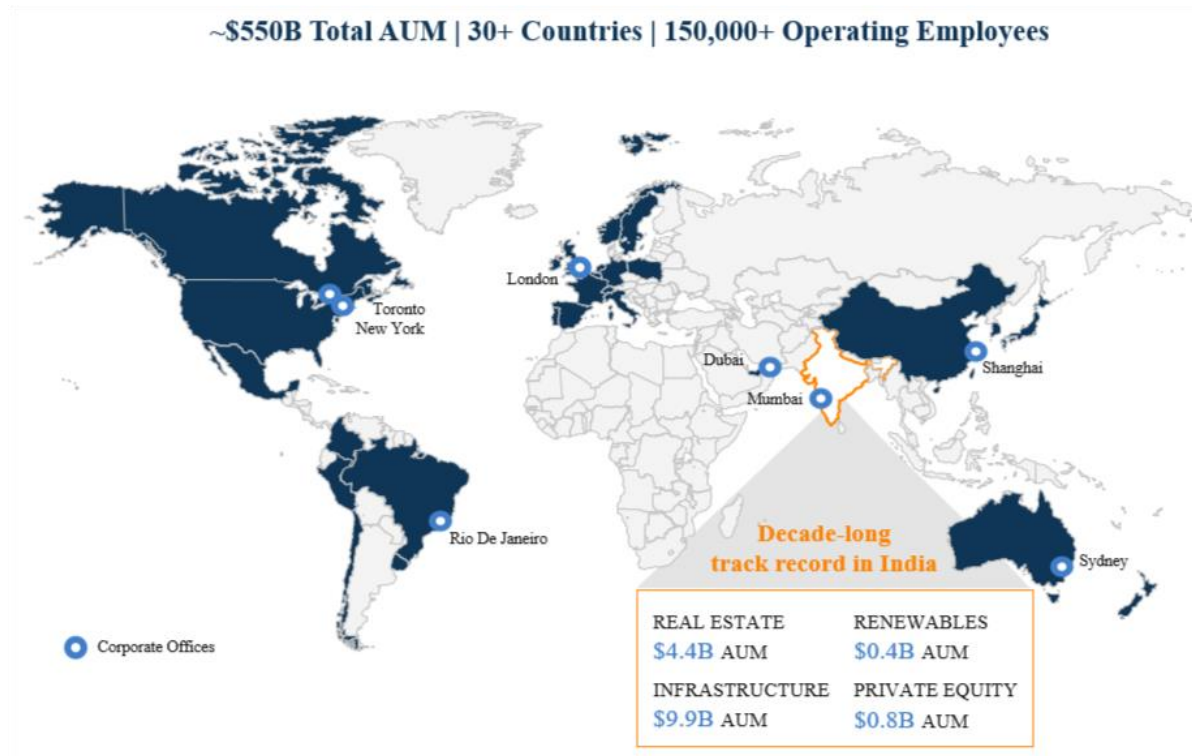 ~$550B Total AUM | 30+ Countries | 150,000+ Operating Employees
London
Toronto
New York
Dubai
Mumbai
Shanghai
Rio De Janeiro
Sydney
Decade-long
track record in India
Corporate Offices
REAL ESTATE
$4.4B AUM
RENEWABLES
$0.4B AUM
INFRASTRUCTURE
$9.9B AUM
PRIVATE EQUITY
$0.8B AUM